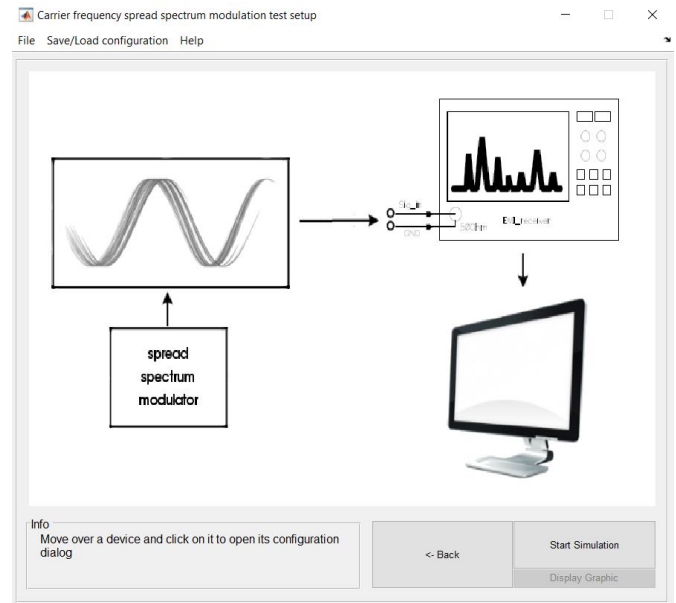 Carrier frequency spread spectrum modulation test setup
File Save/Load configuration Help
Sig_in
GND
50Ohm
EMI_receiver
spread
spectrum
modulator
Info
Move over a device and click on it to open its configuration
dialog
<- Back
Start Simulation
Display Graphic